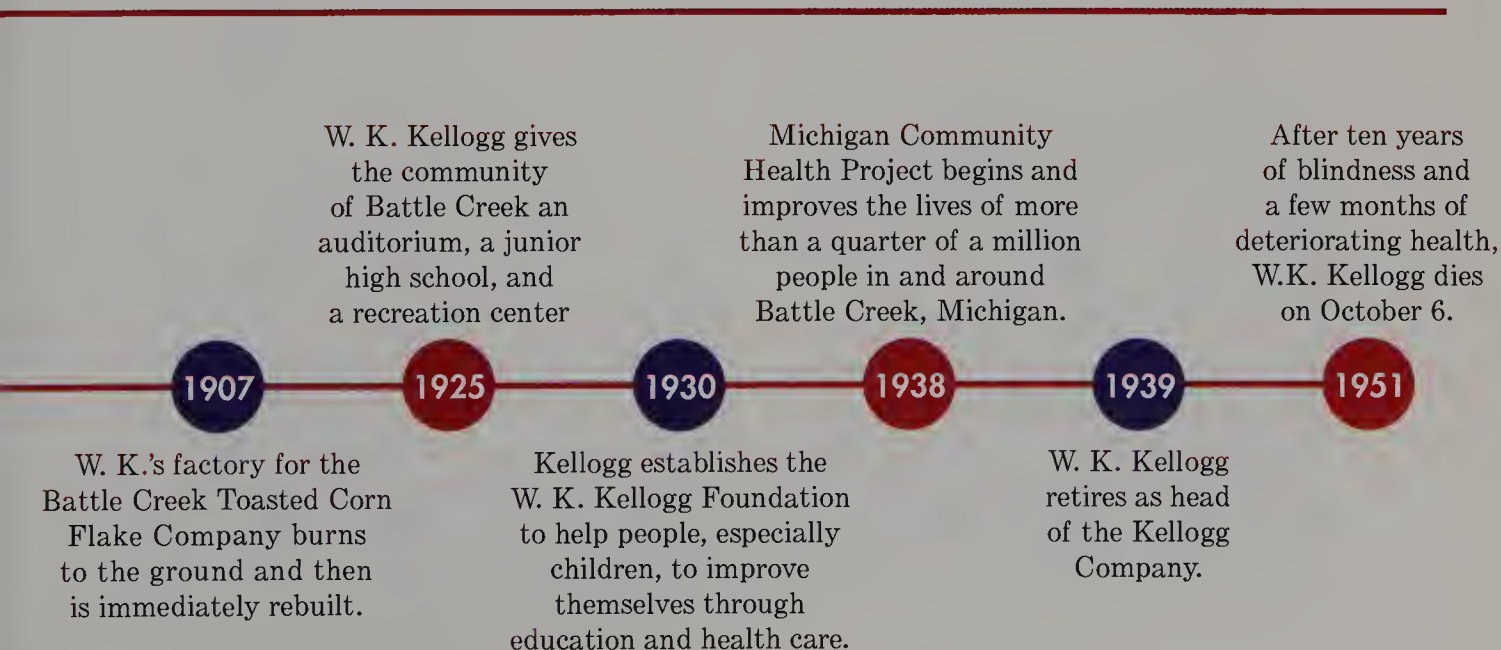 W. K. Kellogg gives
the community
of Battle Creek an
auditorium, a junior
high school, and
a recreation center
Michigan Community
Health Project begins and
improves the lives of more
than a quarter of a million
people in and around
Battle Creek, Michigan.
After ten years
of blindness and
a few months of
deteriorating health,
W.K. Kellogg dies
on October 6.
1907
1925
1930
1938
1939
1951
W. K.'s factory for the
Battle Creek Toasted Corn
Flake Company burns
to the ground and then
is immediately rebuilt.
Kellogg establishes the
W. K. Kellogg Foundation
to help people, especially
children, to improve
themselves through
education and health care.
W. K. Kellogg
retires as head
of the Kellogg
Company.